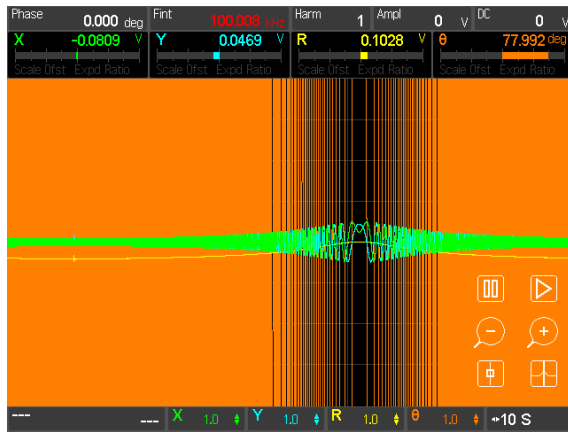 Phase 0.000 deg Fint 100.008 kHz Harm 1 Ampl 0 V DC 0 V
X -0.0809 V Y 0.0469 V R 0.1028 V θ 77.992 deg
Scale Ofst Expd Ratio Scale Ofst Expd Ratio Scale Ofst Expd Ratio Scale Ofst Expd Ratio
--- --- X 1.0 Y 1.0 R 1.0 θ 1.0 10 S